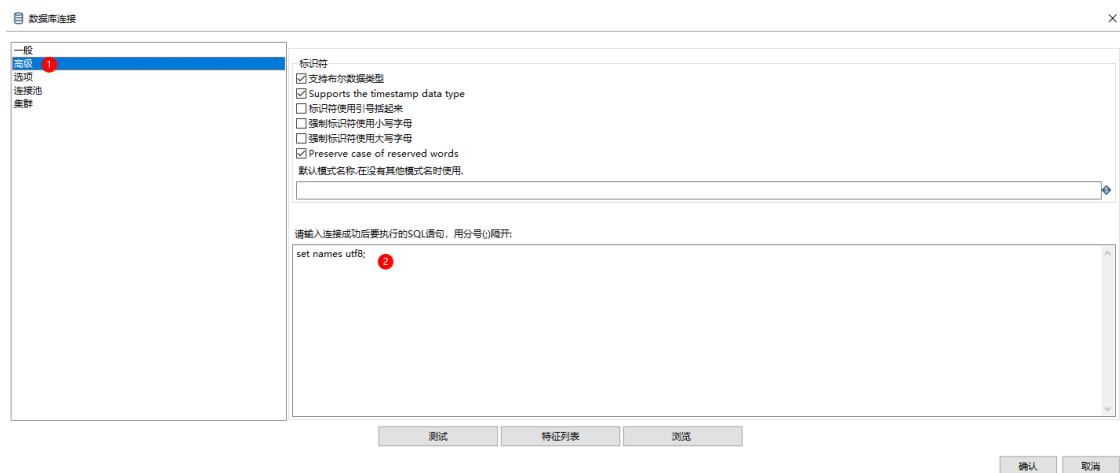 数据库连接
一般
高级 1
选项
连接池
集群
标识符
支持布尔数据类型
Supports the timestamp data type
标识符使用引号括起来
强制标识符使用小写字母
强制标识符使用大写字母
Preserve case of reserved words
默认模式名称.在没有其他模式名时使用.
请输入连接成功后要执行的SQL语句，用分号(;)隔开:
set names utf8;
2
测试 特征列表 浏览
确认 取消